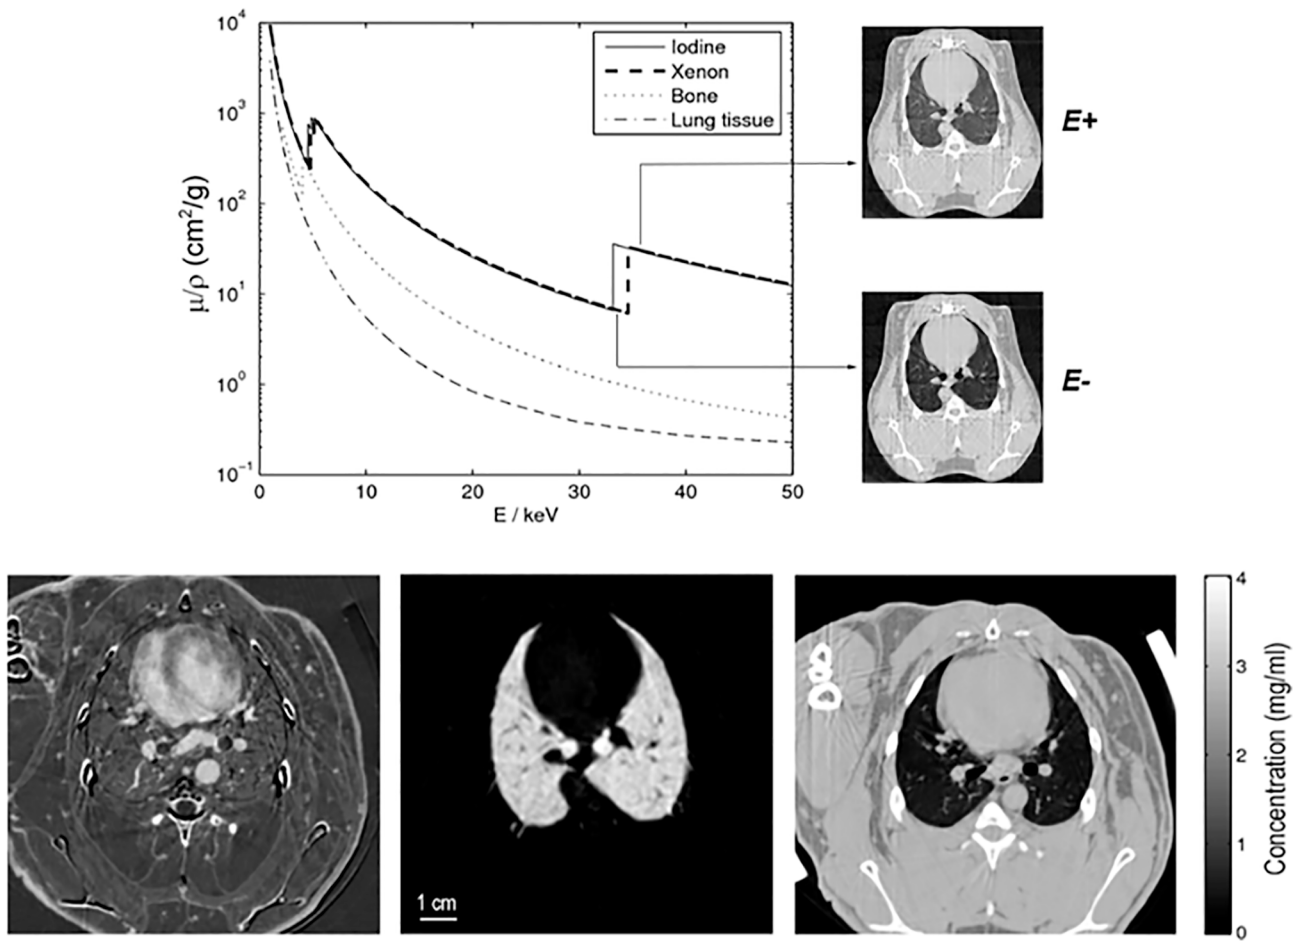 10⁴
10³
10²
10¹
10⁰
10⁻¹
μ/ρ (cm²/g)
Iodine
Xenon
Bone
Lung tissue
0 10 20 30 40 50
E / keV
E+
E-
1 cm
4
3
2
1
0
Concentration (mg/ml)